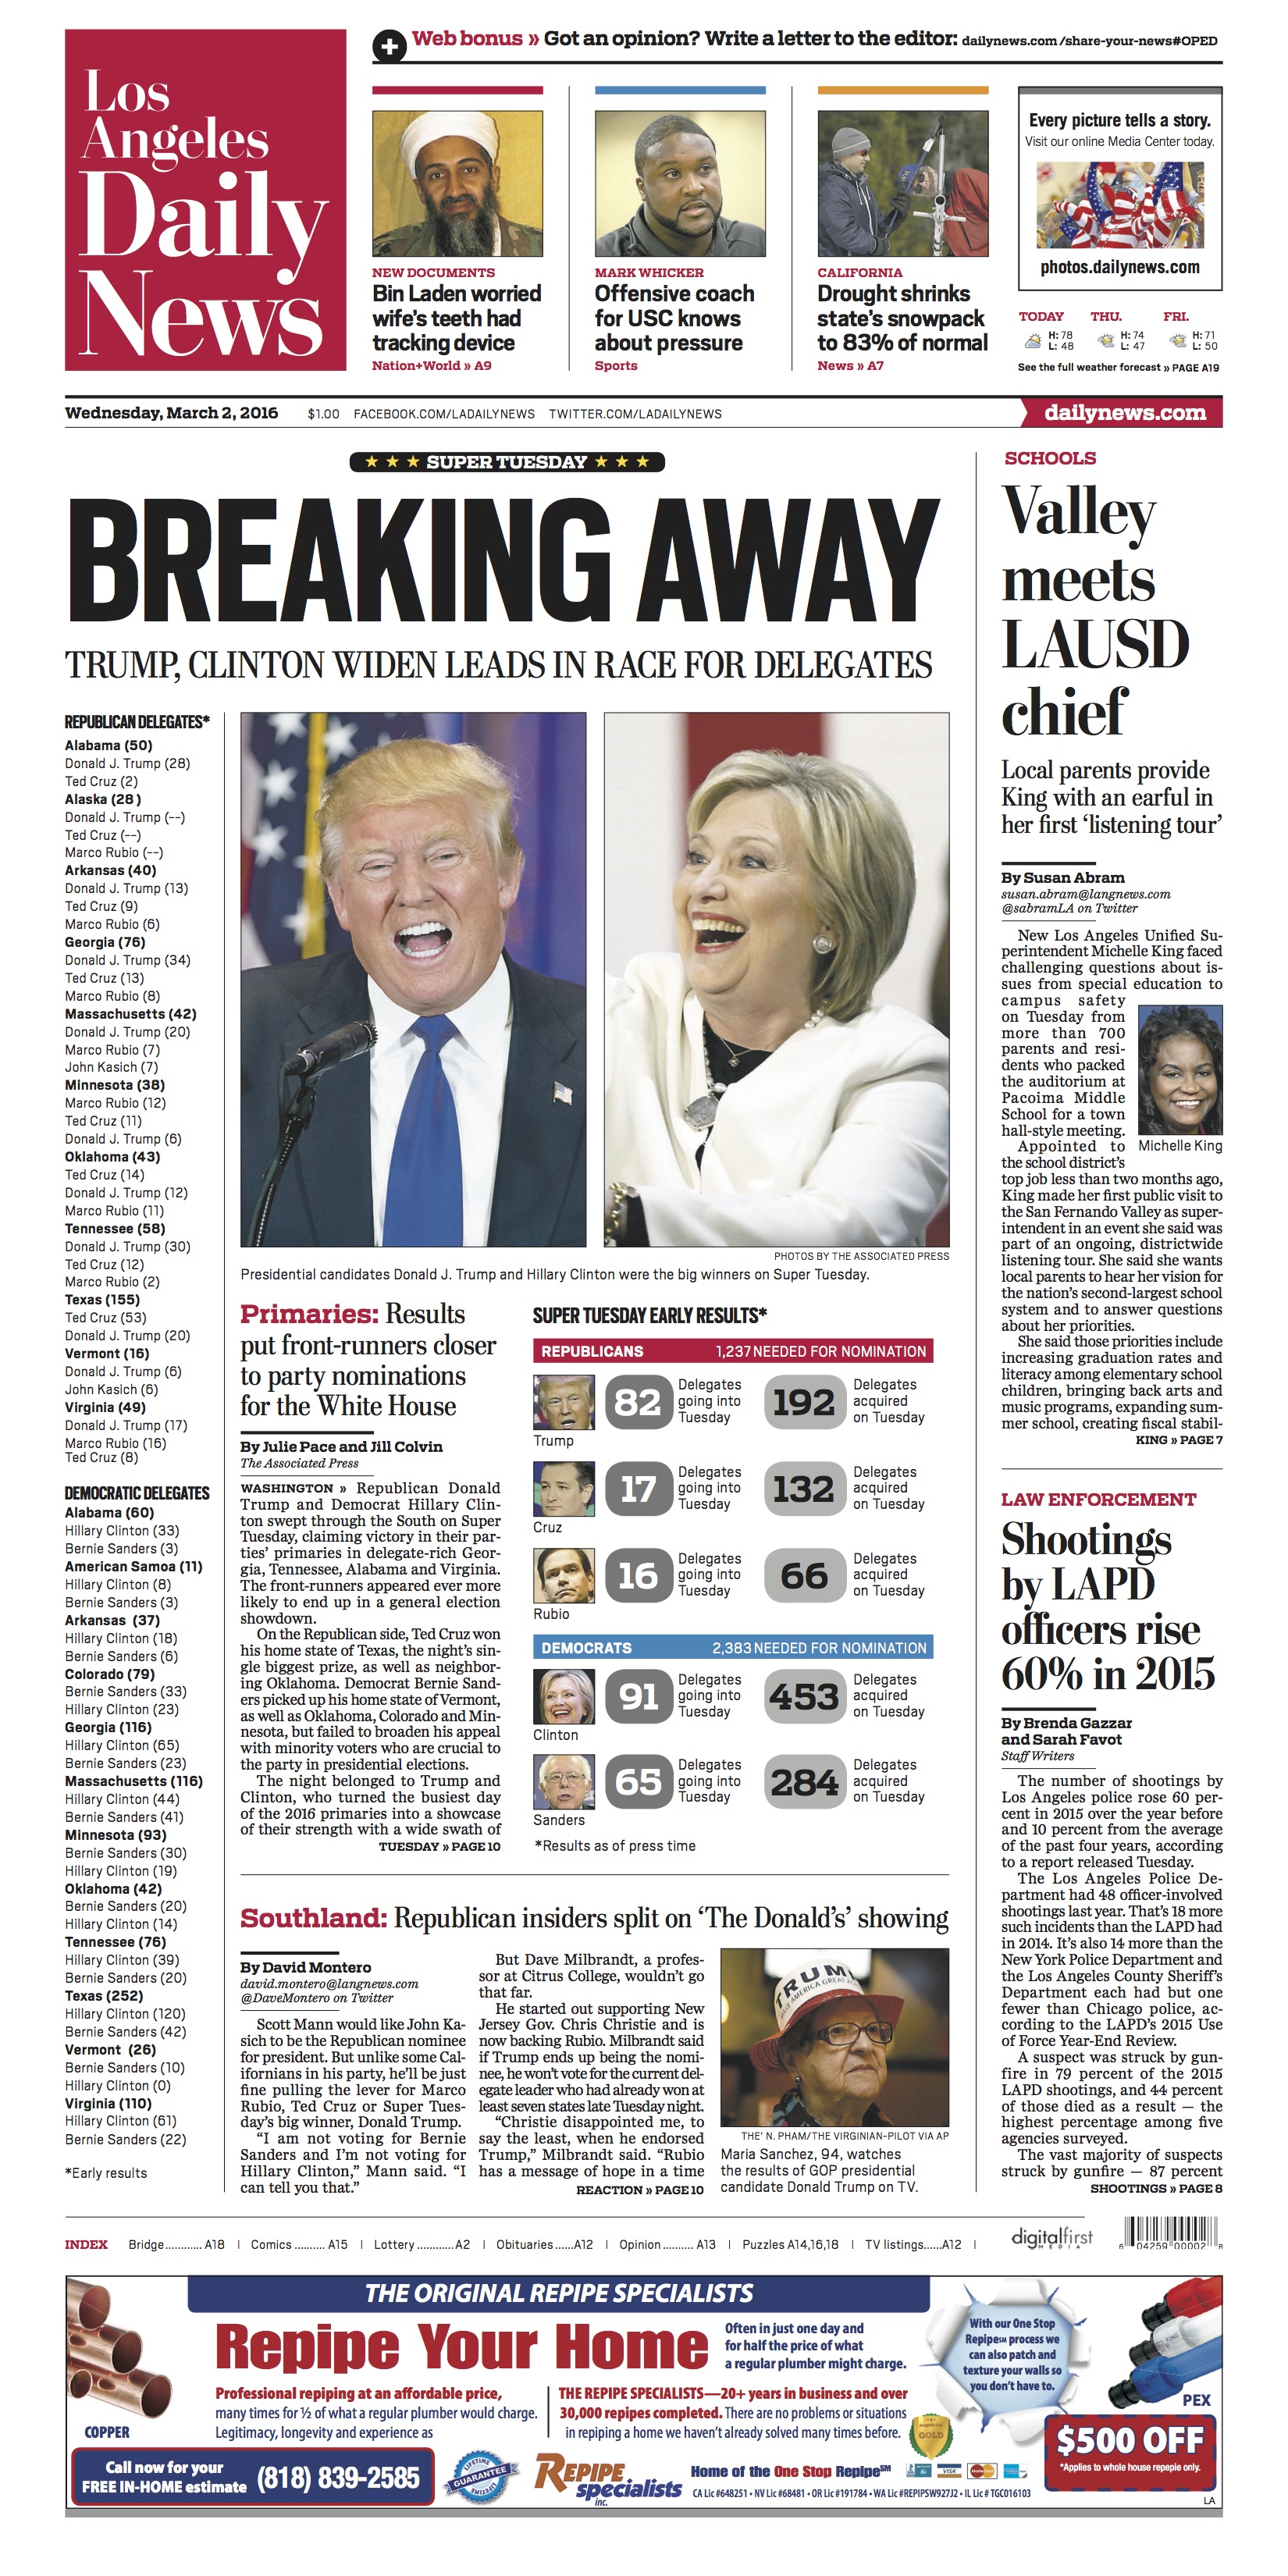 Los
Angeles
Daily
News
+ Web bonus » Got an opinion? Write a letter to the editor: dailynews.com/share-your-news#OPED
NEW DOCUMENTS
Bin Laden worried
wife's teeth had
tracking device
Nation+World » A9
MARK WHICKER
Offensive coach
for USC knows
about pressure
Sports
CALIFORNIA
Drought shrinks
state's snowpack
to 83% of normal
News » A7
Every picture tells a story.
Visit our online Media Center today.
photos.dailynews.com
TODAY THU. FRI.
H: 78 H: 74 H: 71
L: 48 L: 47 L: 50
See the full weather forecast » PAGE A19
Wednesday, March 2, 2016 $1.00 FACEBOOK.COM/LADAILYNEWS TWITTER.COM/LADAILYNEWS dailynews.com
★ ★ ★ SUPER TUESDAY ★ ★ ★
BREAKING AWAY
TRUMP, CLINTON WIDEN LEADS IN RACE FOR DELEGATES
REPUBLICAN DELEGATES*
Alabama (50)
Donald J. Trump (28)
Ted Cruz (2)
Alaska (28 )
Donald J. Trump (--)
Ted Cruz (--)
Marco Rubio (--)
Arkansas (40)
Donald J. Trump (13)
Ted Cruz (9)
Marco Rubio (6)
Georgia (76)
Donald J. Trump (34)
Ted Cruz (13)
Marco Rubio (8)
Massachusetts (42)
Donald J. Trump (20)
Marco Rubio (7)
John Kasich (7)
Minnesota (38)
Marco Rubio (12)
Ted Cruz (11)
Donald J. Trump (6)
Oklahoma (43)
Ted Cruz (14)
Donald J. Trump (12)
Marco Rubio (11)
Tennessee (58)
Donald J. Trump (30)
Ted Cruz (12)
Marco Rubio (2)
Texas (155)
Ted Cruz (53)
Donald J. Trump (20)
Vermont (16)
Donald J. Trump (6)
John Kasich (6)
Virginia (49)
Donald J. Trump (17)
Marco Rubio (16)
Ted Cruz (8)
DEMOCRATIC DELEGATES
Alabama (60)
Hillary Clinton (33)
Bernie Sanders (3)
American Samoa (11)
Hillary Clinton (8)
Bernie Sanders (3)
Arkansas (37)
Hillary Clinton (18)
Bernie Sanders (6)
Colorado (79)
Bernie Sanders (33)
Hillary Clinton (23)
Georgia (116)
Hillary Clinton (65)
Bernie Sanders (23)
Massachusetts (116)
Hillary Clinton (44)
Bernie Sanders (41)
Minnesota (93)
Bernie Sanders (30)
Hillary Clinton (19)
Oklahoma (42)
Bernie Sanders (20)
Hillary Clinton (14)
Tennessee (76)
Hillary Clinton (39)
Bernie Sanders (20)
Texas (252)
Hillary Clinton (120)
Bernie Sanders (42)
Vermont (26)
Bernie Sanders (10)
Hillary Clinton (0)
Virginia (110)
Hillary Clinton (61)
Bernie Sanders (22)
*Early results
PHOTOS BY THE ASSOCIATED PRESS
Presidential candidates Donald J. Trump and Hillary Clinton were the big winners on Super Tuesday.
Primaries: Results
put front-runners closer
to party nominations
for the White House
By Julie Pace and Jill Colvin
The Associated Press
WASHINGTON » Republican Donald
Trump and Democrat Hillary Clin-
ton swept through the South on Super
Tuesday, claiming victory in their par-
ties' primaries in delegate-rich Geor-
gia, Tennessee, Alabama and Virginia.
The front-runners appeared ever more
likely to end up in a general election
showdown.
On the Republican side, Ted Cruz won
his home state of Texas, the night's sin-
gle biggest prize, as well as neighbor-
ing Oklahoma. Democrat Bernie Sand-
ers picked up his home state of Vermont,
as well as Oklahoma, Colorado and Min-
nesota, but failed to broaden his appeal
with minority voters who are crucial to
the party in presidential elections.
The night belonged to Trump and
Clinton, who turned the busiest day
of the 2016 primaries into a showcase
of their strength with a wide swath of
TUESDAY » PAGE 10
SUPER TUESDAY EARLY RESULTS*
REPUBLICANS 1,237 NEEDED FOR NOMINATION
Trump
82 Delegates going into Tuesday
192 Delegates acquired on Tuesday
Cruz
17 Delegates going into Tuesday
132 Delegates acquired on Tuesday
Rubio
16 Delegates going into Tuesday
66 Delegates acquired on Tuesday
DEMOCRATS 2,383 NEEDED FOR NOMINATION
Clinton
91 Delegates going into Tuesday
453 Delegates acquired on Tuesday
Sanders
65 Delegates going into Tuesday
284 Delegates acquired on Tuesday
*Results as of press time
Southland: Republican insiders split on 'The Donald's' showing
By David Montero
david.montero@langnews.com
@DaveMontero on Twitter
Scott Mann would like John Ka-
sich to be the Republican nominee
for president. But unlike some Cal-
ifornians in his party, he'll be just
fine pulling the lever for Marco
Rubio, Ted Cruz or Super Tues-
day's big winner, Donald Trump.
"I am not voting for Bernie
Sanders and I'm not voting for
Hillary Clinton," Mann said. "I
can tell you that."
But Dave Milbrandt, a profes-
sor at Citrus College, wouldn't go
that far.
He started out supporting New
Jersey Gov. Chris Christie and is
now backing Rubio. Milbrandt said
if Trump ends up being the nomi-
nee, he won't vote for the current del-
egate leader who had already won at
least seven states late Tuesday night.
"Christie disappointed me, to
say the least, when he endorsed
Trump," Milbrandt said. "Rubio
has a message of hope in a time
REACTION » PAGE 10
TRUMP
MAKE AMERICA GREAT
THE' N. PHAM/THE VIRGINIAN-PILOT VIA AP
Maria Sanchez, 94, watches
the results of GOP presidential
candidate Donald Trump on TV.
SCHOOLS
Valley
meets
LAUSD
chief
Local parents provide
King with an earful in
her first 'listening tour'
By Susan Abram
susan.abram@langnews.com
@sabramLA on Twitter
New Los Angeles Unified Su-
perintendent Michelle King faced
challenging questions about is-
sues from special education to
campus safety
on Tuesday from
more than 700
parents and resi-
dents who packed
the auditorium at
Pacoima Middle
School for a town
hall-style meeting.
Michelle King
Appointed to
the school district's
top job less than two months ago,
King made her first public visit to
the San Fernando Valley as super-
intendent in an event she said was
part of an ongoing, districtwide
listening tour. She said she wants
local parents to hear her vision for
the nation's second-largest school
system and to answer questions
about her priorities.
She said those priorities include
increasing graduation rates and
literacy among elementary school
children, bringing back arts and
music programs, expanding sum-
mer school, creating fiscal stabil-
KING » PAGE 7
LAW ENFORCEMENT
Shootings
by LAPD
officers rise
60% in 2015
By Brenda Gazzar
and Sarah Favot
Staff Writers
The number of shootings by
Los Angeles police rose 60 per-
cent in 2015 over the year before
and 10 percent from the average
of the past four years, according
to a report released Tuesday.
The Los Angeles Police De-
partment had 48 officer-involved
shootings last year. That's 18 more
such incidents than the LAPD had
in 2014. It's also 14 more than the
New York Police Department and
the Los Angeles County Sheriff's
Department each had but one
fewer than Chicago police, ac-
cording to the LAPD's 2015 Use
of Force Year-End Review.
A suspect was struck by gun-
fire in 79 percent of the 2015
LAPD shootings, and 44 percent
of those died as a result — the
highest percentage among five
agencies surveyed.
The vast majority of suspects
struck by gunfire — 87 percent
SHOOTINGS » PAGE 8
INDEX Bridge............ A18 | Comics .......... A15 | Lottery ............ A2 | Obituaries ......A12 | Opinion .......... A13 | Puzzles A14,16,18 | TV listings......A12 |
digitalfirst
MEDIA
6 04259 00002 8
THE ORIGINAL REPIPE SPECIALISTS
Repipe Your Home
Often in just one day and
for half the price of what
a regular plumber might charge.
With our One Stop
Repipe℠ process we
can also patch and
texture your walls so
you don't have to.
COPPER
PEX
Professional repiping at an affordable price,
many times for ½ of what a regular plumber would charge.
Legitimacy, longevity and experience as
THE REPIPE SPECIALISTS—20+ years in business and over
30,000 repipes completed. There are no problems or situations
in repiping a home we haven't already solved many times before.
Call now for your
FREE IN-HOME estimate (818) 839-2585
LIFETIME
GUARANTEE
REPIPE
specialists
inc.
Home of the One Stop Repipe℠
GOLD
VISA
CA Lic #648251 • NV Lic #68481 • OR Lic #191784 • WA Lic #REPIPSW927J2 • IL Lic # TGC016103
$500 OFF
*Applies to whole house repepie only.
LA